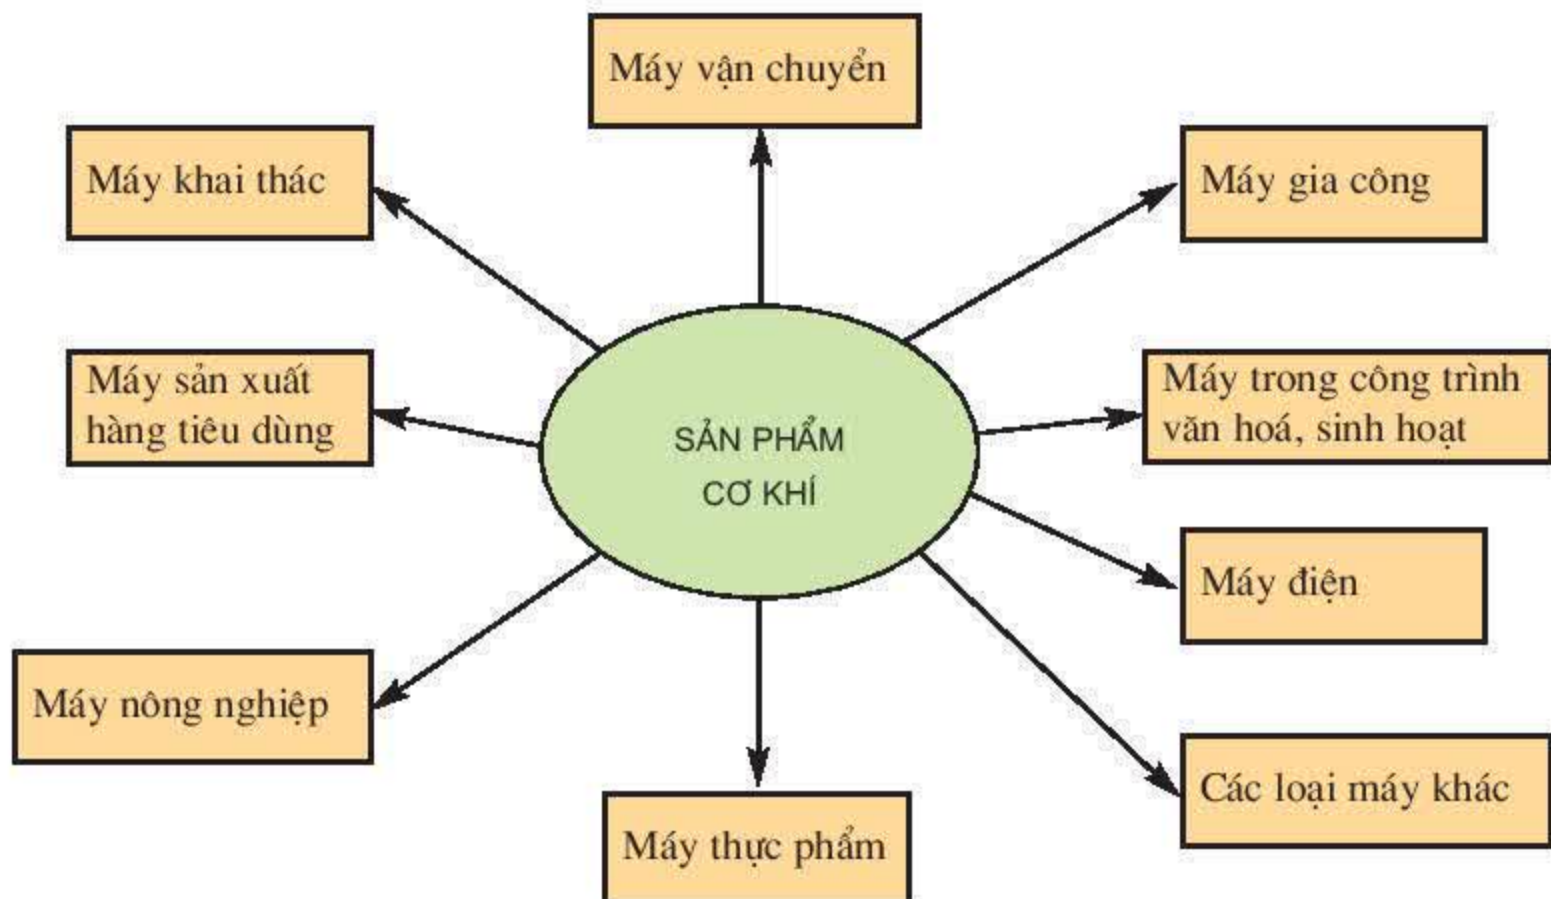 Máy vận chuyển
Máy khai thác
Máy gia công
Máy sản xuất
hàng tiêu dùng
Máy trong công trình
văn hoá, sinh hoạt
SẢN PHẨM
CƠ KHÍ
Máy điện
Máy nông nghiệp
Các loại máy khác
Máy thực phẩm